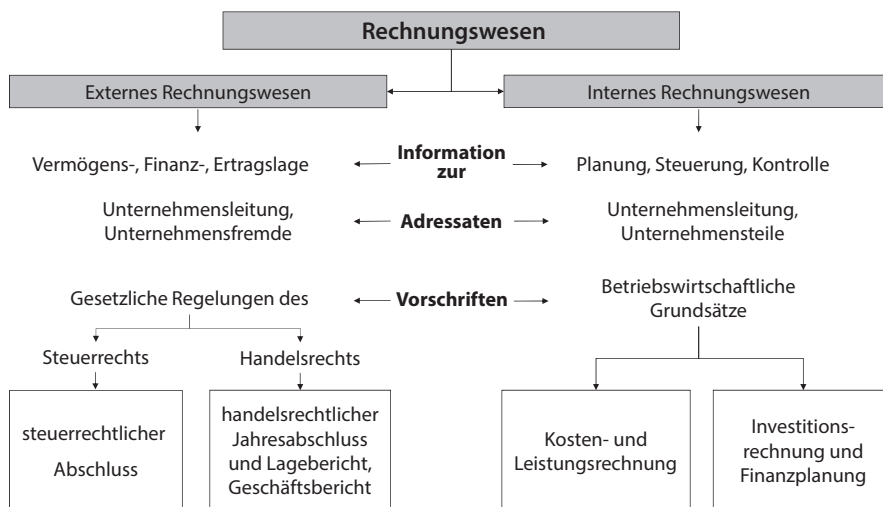 Rechnungswesen
Externes Rechnungswesen
Internes Rechnungswesen
Vermögens-, Finanz-, Ertragslage
Information
zur
Planung, Steuerung, Kontrolle
Unternehmensleitung,
Unternehmensfremde
Adressaten
Unternehmensleitung,
Unternehmensteile
Gesetzliche Regelungen des
Vorschriften
Betriebswirtschaftliche
Grundsätze
Steuerrechts
Handelsrechts
steuerrechtlicher
Abschluss
handelsrechtlicher
Jahresabschluss
und Lagebericht,
Geschäftsbericht
Kosten- und
Leistungsrechnung
Investitions-
rechnung und
Finanzplanung